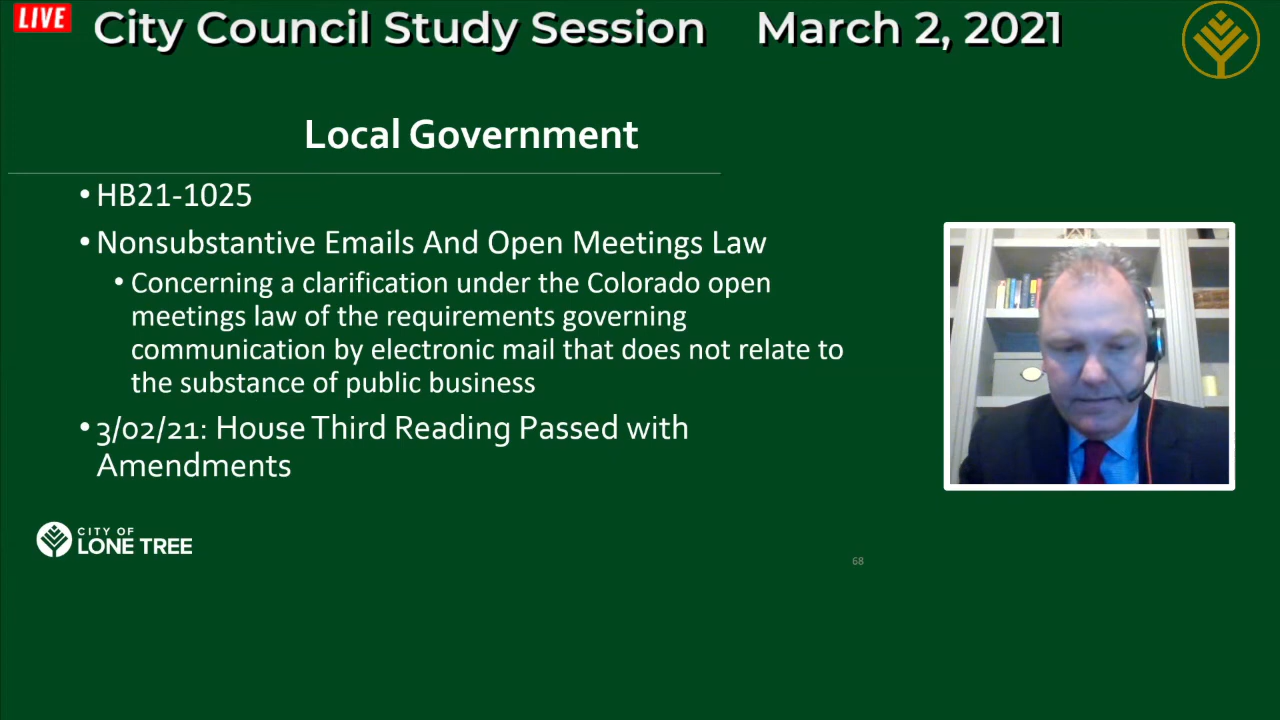 LIVE
City Council Study Session March 2, 2021
Local Government
• HB21-1025
• Nonsubstantive Emails And Open Meetings Law
• Concerning a clarification under the Colorado open
meetings law of the requirements governing
communication by electronic mail that does not relate to
the substance of public business
• 3/02/21: House Third Reading Passed with
Amendments
CITY OF
LONE TREE
68